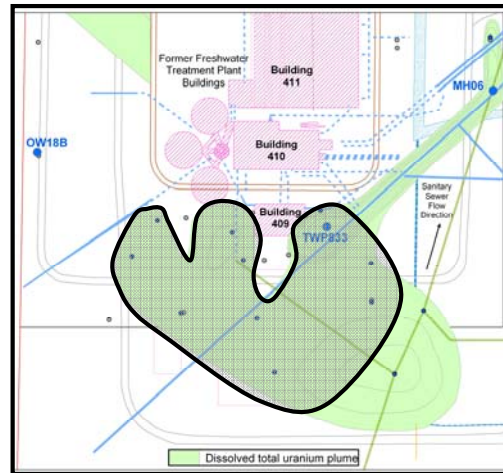 Former Freshwater
Treatment Plant
Buildings
Building
411
MH06
OW18B
Building
410
Sanitary
Sewer
Flow
Direction
Building
409
TWP833
Dissolved total uranium plume